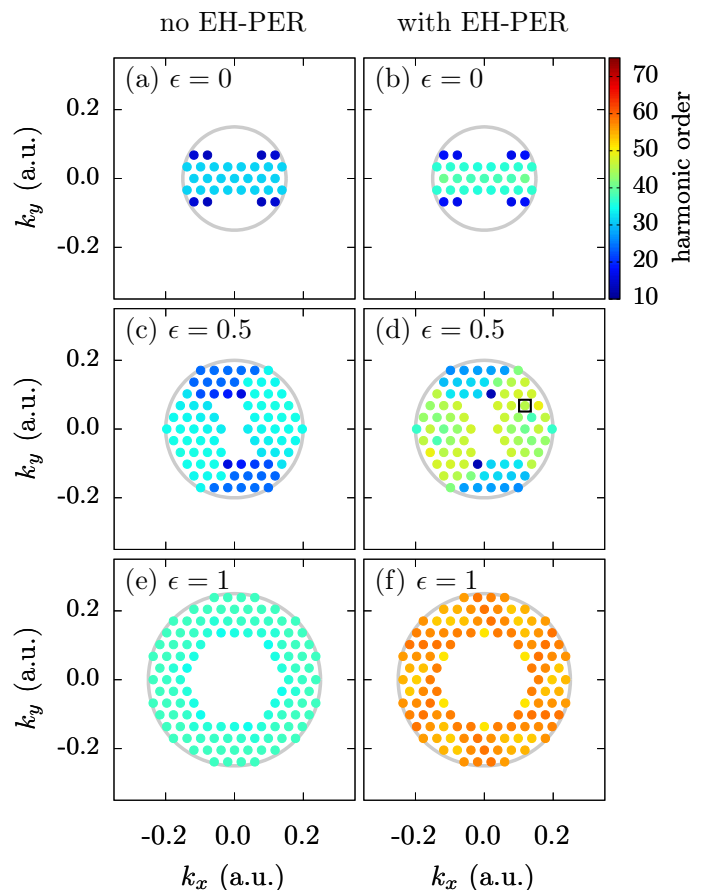 no EH-PER with EH-PER
(a) ϵ = 0
(b) ϵ = 0
0.2
0.0
-0.2
k_y (a.u.)
70
60
50
40
30
20
10
harmonic order
(c) ϵ = 0.5
(d) ϵ = 0.5
0.2
0.0
-0.2
k_y (a.u.)
(e) ϵ = 1
(f) ϵ = 1
0.2
0.0
-0.2
k_y (a.u.)
-0.2 0.0 0.2 -0.2 0.0 0.2
k_x (a.u.) k_x (a.u.)